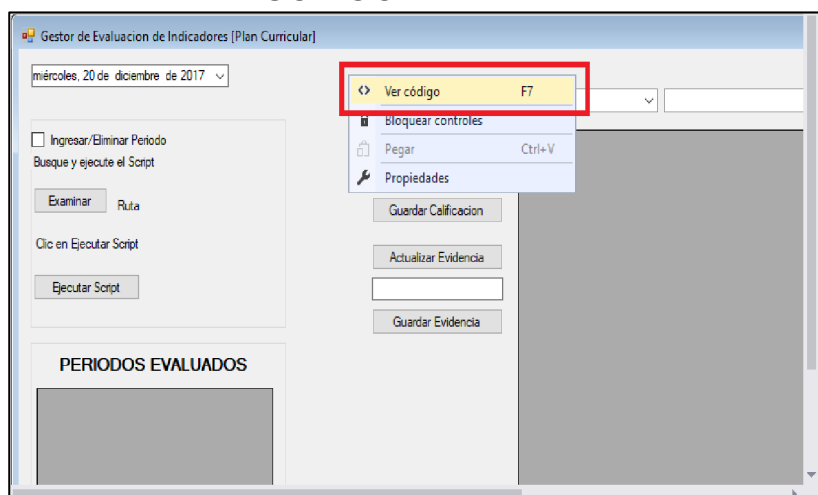 Gestor de Evaluacion de Indicadores [Plan Curricular]
miércoles, 20 de diciembre de 2017
Ver código F7
Bloquear controles
Pegar Ctrl+V
Propiedades
Ingresar/Eliminar Periodo
Busque y ejecute el Script
Examinar Ruta
Clic en Ejecutar Script
Ejecutar Script
Guardar Calificacion
Actualizar Evidencia
Guardar Evidencia
PERIODOS EVALUADOS